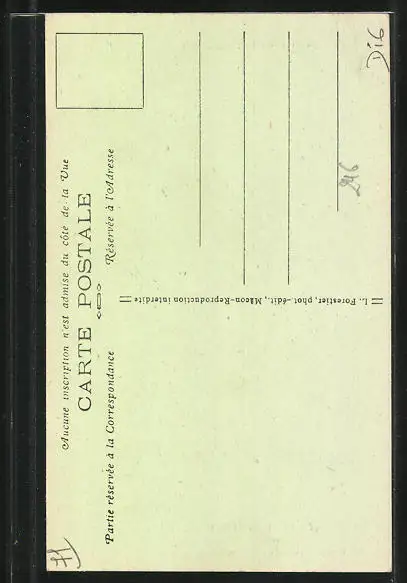 Aucune inscription n'est admise du côté de la Vue
CARTE POSTALE
Partie réservée à la Correspondance
Réservée à l'Adresse
L. Forestier, phot.-édit., Mâcon-Reproduction interdite
246